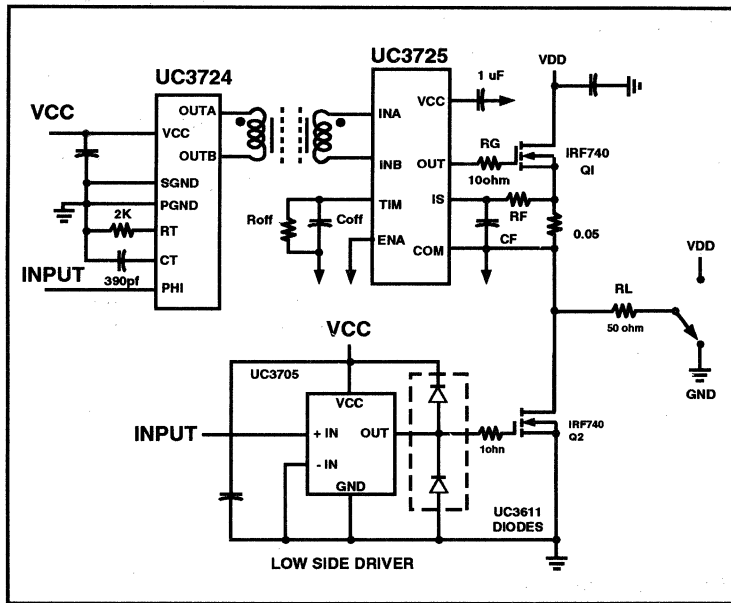 UC3724
UC3725
VDD
1 uF
VCC
OUTA
VCC
OUTB
SGND
PGND
RT
CT
PHI
2K
390pf
INPUT
INA
VCC
INB
OUT
TIM
IS
ENA
COM
RG
10ohm
IRF740
Q1
RF
CF
0.05
Roff
Coff
VDD
RL
50 ohm
GND
VCC
UC3705
VCC
INPUT
+ IN
OUT
- IN
GND
1ohn
IRF740
Q2
UC3611
DIODES
LOW SIDE DRIVER